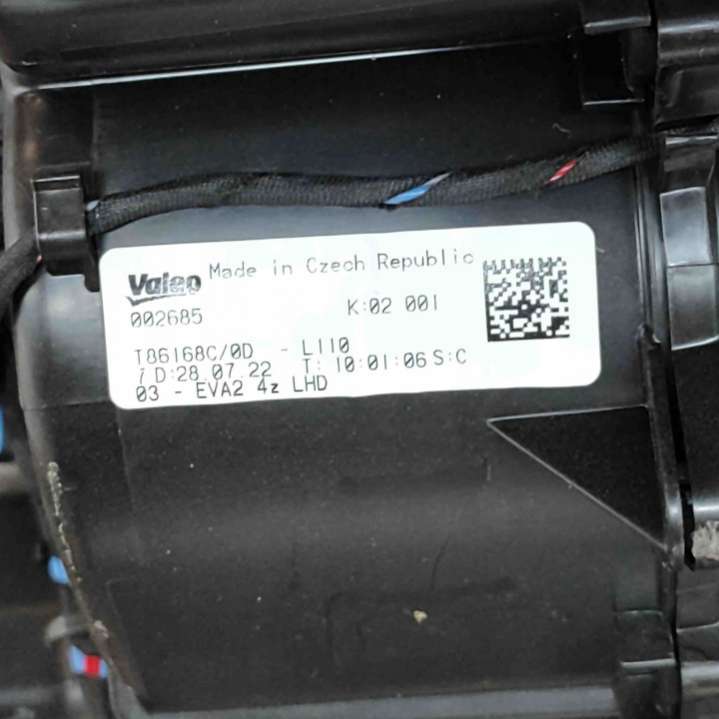 Valeo Made in Czech Republic
002685 K:02 001
T86168C/0D - L110
i D:28.07.22 T: 10:01:06 S:C
03 - EVA2 4z LHD